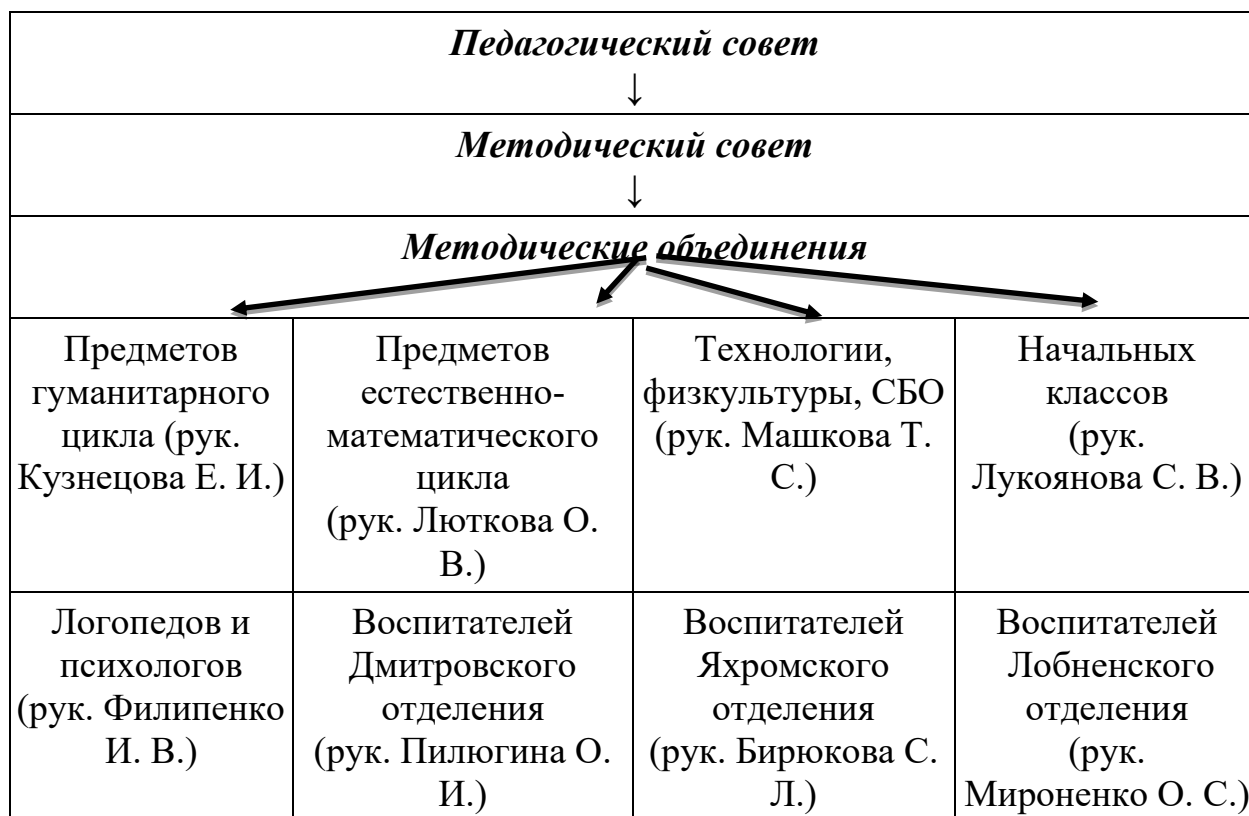 Педагогический совет
↓
Методический совет
↓
Методические объединения
Предметов
гуманитарного
цикла (рук.
Кузнецова Е. И.)
Предметов
естественно-
математического
цикла
(рук. Люткова О.
В.)
Технологии,
физкультуры, СБО
(рук. Машкова Т.
С.)
Начальных
классов
(рук.
Лукоянова С. В.)
Логопедов и
психологов
(рук. Филипенко
И. В.)
Воспитателей
Дмитровского
отделения
(рук. Пилюгина О.
И.)
Воспитателей
Яхромского
отделения
(рук. Бирюкова С.
Л.)
Воспитателей
Лобненского
отделения
(рук.
Мироненко О. С.)